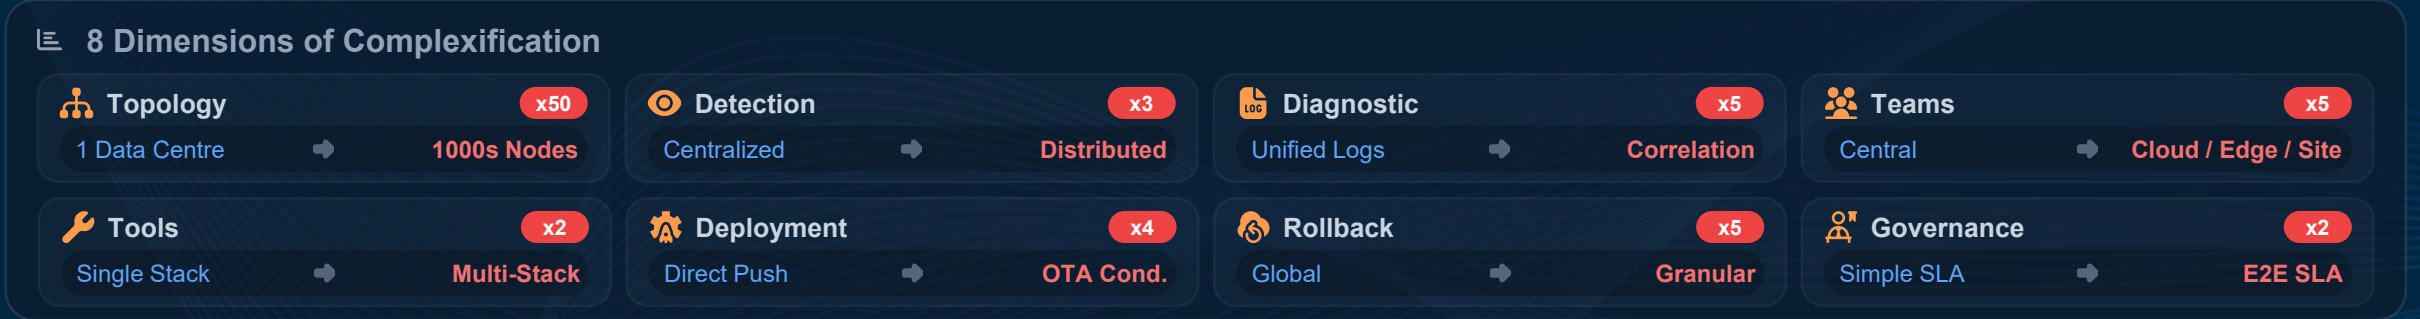 8 Dimensions of Complexification
Topology x50
1 Data Centre 1000s Nodes
Detection x3
Centralized Distributed
LOG Diagnostic x5
Unified Logs Correlation
Teams x5
Central Cloud / Edge / Site
Tools x2
Single Stack Multi-Stack
Deployment x4
Direct Push OTA Cond.
Rollback x5
Global Granular
Governance x2
Simple SLA E2E SLA